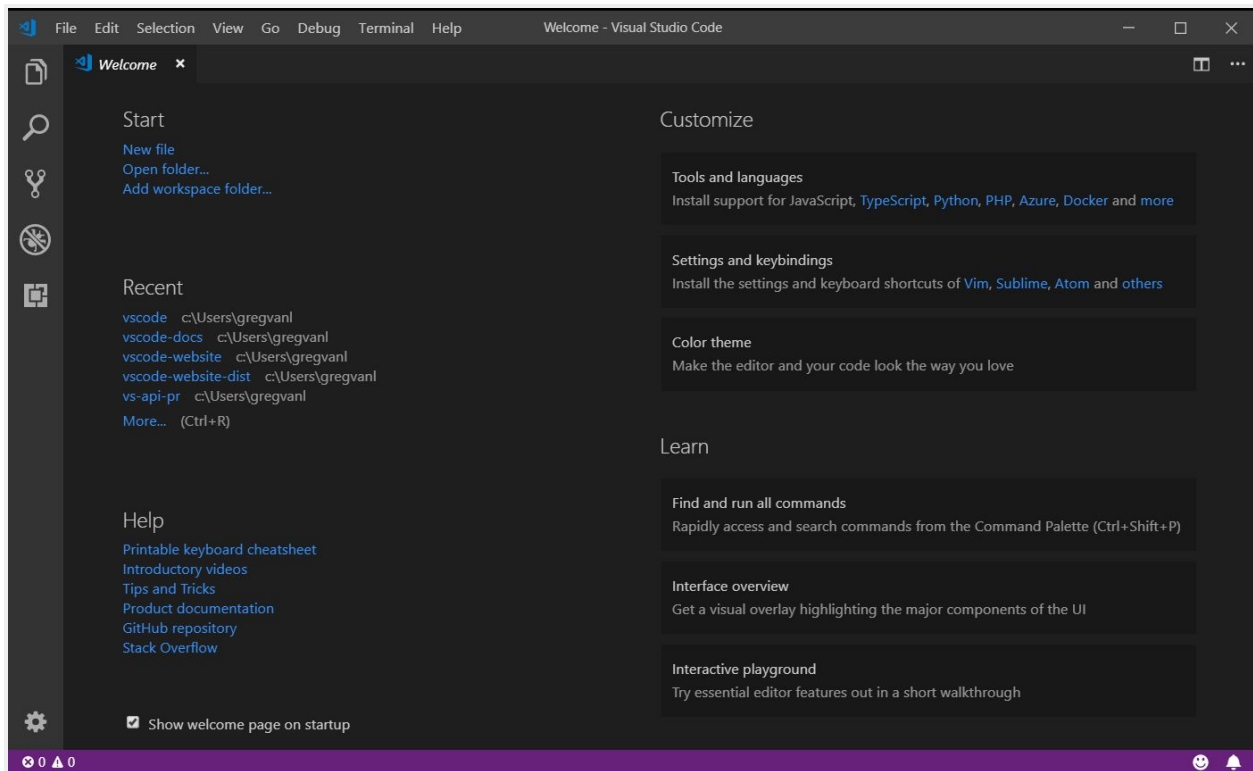 File Edit Selection View Go Debug Terminal Help Welcome - Visual Studio Code
Welcome
Start
New file
Open folder...
Add workspace folder...
Recent
vscode c:\Users\gregvanl
vscode-docs c:\Users\gregvanl
vscode-website c:\Users\gregvanl
vscode-website-dist c:\Users\gregvanl
vs-api-pr c:\Users\gregvanl
More... (Ctrl+R)
Help
Printable keyboard cheatsheet
Introductory videos
Tips and Tricks
Product documentation
GitHub repository
Stack Overflow
Show welcome page on startup
Customize
Tools and languages
Install support for JavaScript, TypeScript, Python, PHP, Azure, Docker and more
Settings and keybindings
Install the settings and keyboard shortcuts of Vim, Sublime, Atom and others
Color theme
Make the editor and your code look the way you love
Learn
Find and run all commands
Rapidly access and search commands from the Command Palette (Ctrl+Shift+P)
Interface overview
Get a visual overlay highlighting the major components of the UI
Interactive playground
Try essential editor features out in a short walkthrough
0 0